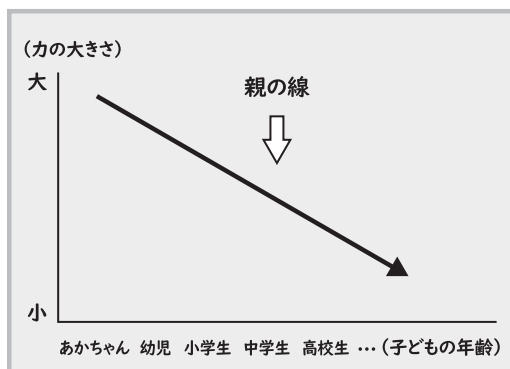 (力の大きさ)
大
親の線
小
あかちゃん 幼児 小学生 中学生 高校生 … (子どもの年齢)